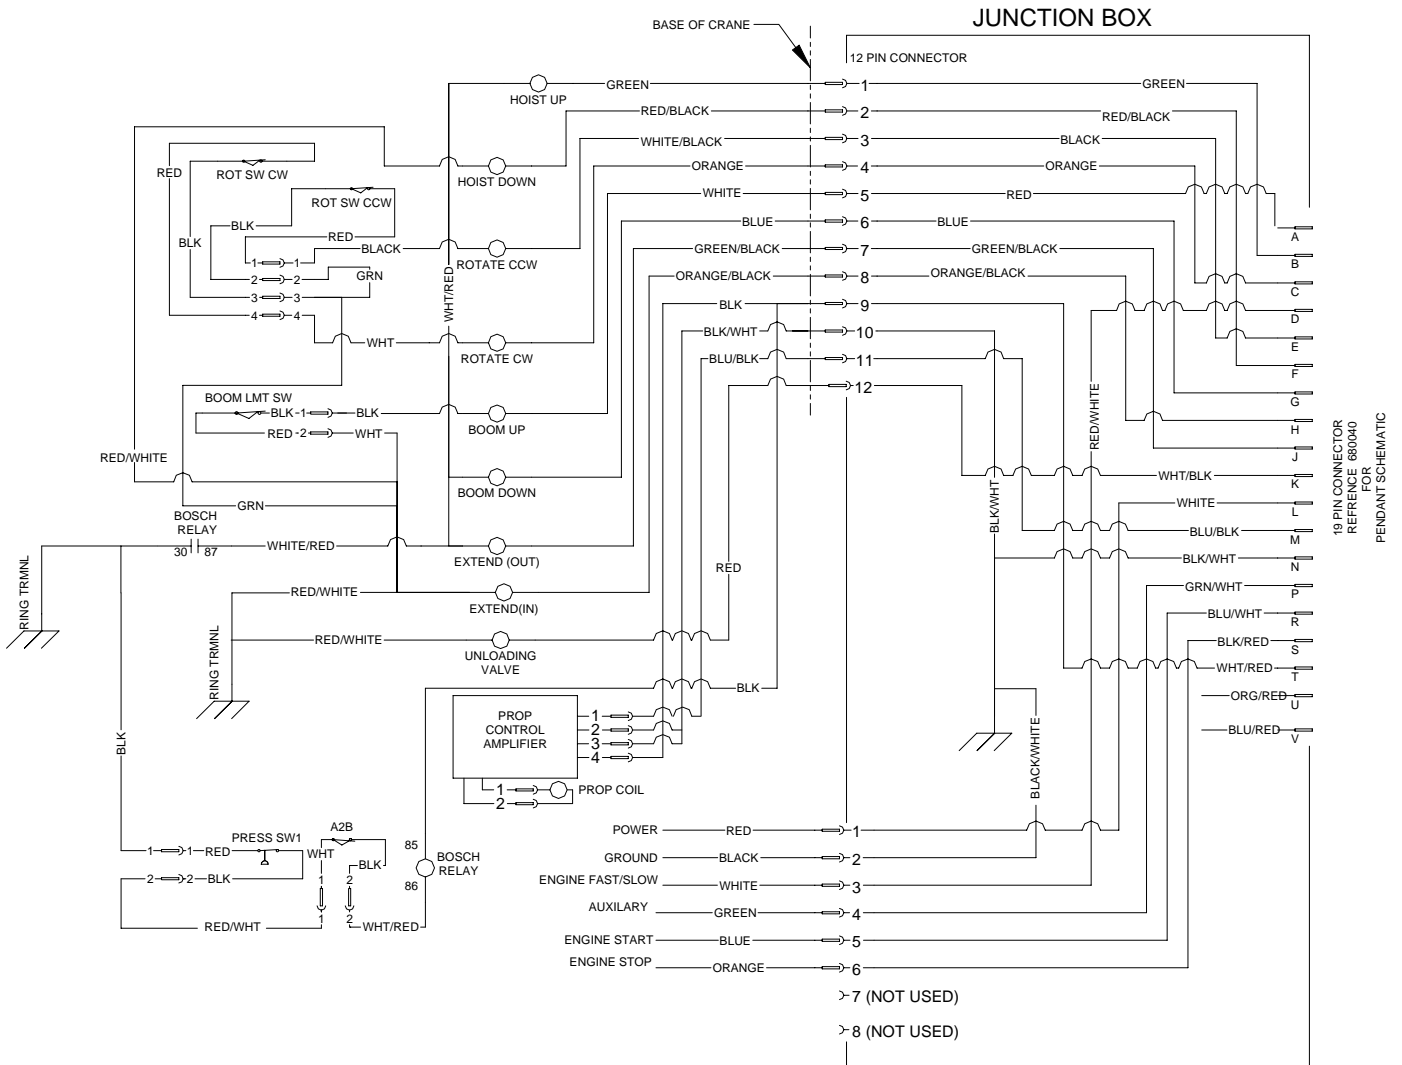 JUNCTION BOX
BASE OF CRANE
12 PIN CONNECTOR
HOIST UP
GREEN
1
GREEN
RED/BLACK
2
RED/BLACK
WHITE/BLACK
3
BLACK
HOIST DOWN
ORANGE
4
ORANGE
WHITE
5
RED
BLUE
6
BLUE
GREEN/BLACK
7
GREEN/BLACK
ORANGE/BLACK
8
ORANGE/BLACK
BLK
9
BLK/WHT
10
BLU/BLK
11
12
RED
ROT SW CW
ROT SW CCW
BLK
BLK
RED
BLACK
ROTATE CCW
1 1
2 2
GRN
3 3
4 4
WHT/RED
WHT
ROTATE CW
BOOM LMT SW
BLK 1
BLK
BOOM UP
RED 2
WHT
RED/WHITE
BOOM DOWN
GRN
BOSCH
RELAY
30 87
WHITE/RED
EXTEND (OUT)
RED/WHITE
EXTEND(IN)
RED/WHITE
UNLOADING
VALVE
RING TRMNL
RING TRMNL
RED
BLK
PROP
CONTROL
AMPLIFIER
1
2
3
4
1
2
PROP COIL
BLK
1 1 RED
PRESS SW1
2 2 BLK
A2B
WHT
BLK
1
2
1
2
RED/WHT
WHT/RED
85
BOSCH
RELAY
86
A
B
C
D
E
F
G
H
J
WHT/BLK
K
WHITE
L
BLU/BLK
M
BLK/WHT
N
GRN/WHT
P
BLU/WHT
R
BLK/RED
S
WHT/RED
T
ORG/RED
U
BLU/RED
V
RED/WHITE
BLK/WHT
BLACK/WHITE
19 PIN CONNECTOR
REFRENCE 680040
FOR
PENDANT SCHEMATIC
POWER
RED
1
GROUND
BLACK
2
ENGINE FAST/SLOW
WHITE
3
AUXILARY
GREEN
4
ENGINE START
BLUE
5
ENGINE STOP
ORANGE
6
7 (NOT USED)
8 (NOT USED)